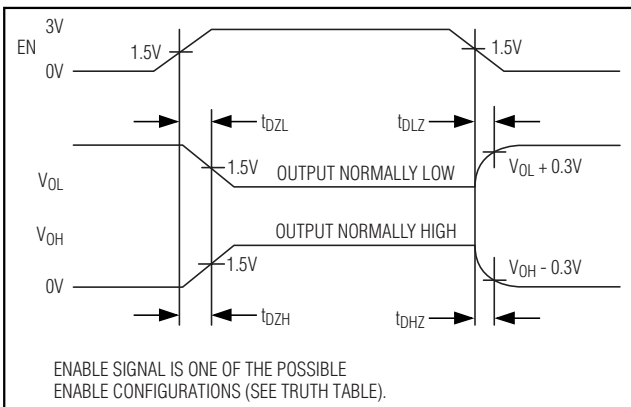 3V
EN
1.5V
1.5V
0V
tDZL
tDLZ
1.5V
OUTPUT NORMALLY LOW
VOL + 0.3V
VOL
VOH
OUTPUT NORMALLY HIGH
1.5V
VOH - 0.3V
0V
tDZH
tDHZ
ENABLE SIGNAL IS ONE OF THE POSSIBLE
ENABLE CONFIGURATIONS (SEE TRUTH TABLE).